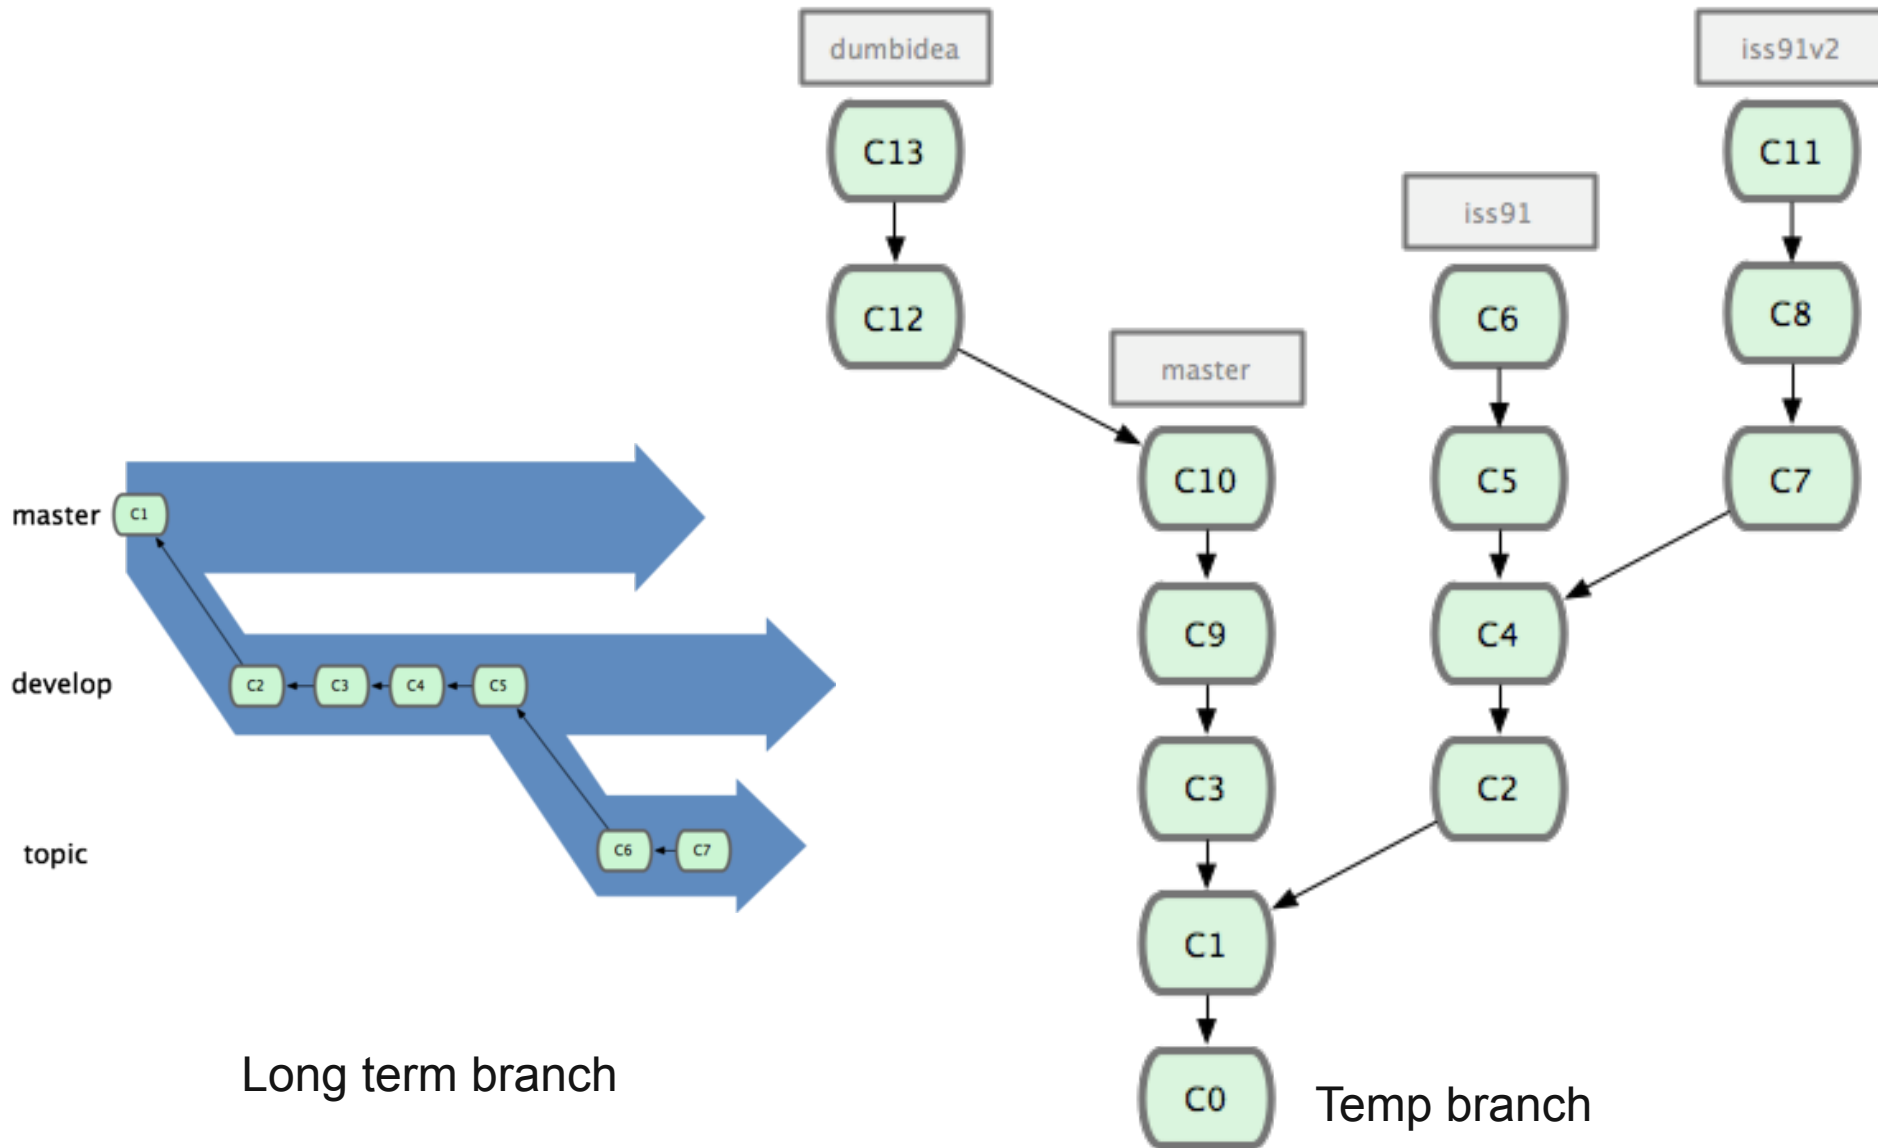 dumbidea
iss91v2
C13
C11
iss91
C12
C6
C8
master
C10
C5
C7
master
C1
C9
C4
develop
C2
C3
C4
C5
C3
C2
topic
C6
C7
C1
Long term branch
C0
Temp branch